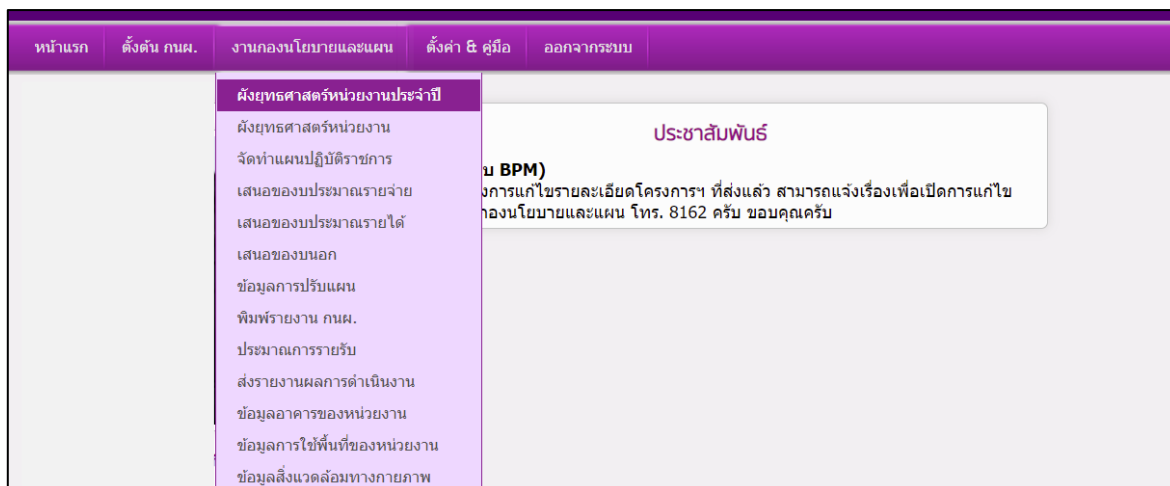 หน้าแรก ตั้งต้น กนผ. งานกองนโยบายและแผน ตั้งค่า & คู่มือ ออกจากระบบ
ผังยุทธศาสตร์หน่วยงานประจำปี
ผังยุทธศาสตร์หน่วยงาน
จัดทำแผนปฏิบัติราชการ
เสนอของบประมาณรายจ่าย
เสนอของบประมาณรายได้
เสนอของบนอก
ข้อมูลการปรับแผน
พิมพ์รายงาน กนผ.
ประมาณการรายรับ
ส่งรายงานผลการดำเนินงาน
ข้อมูลอาคารของหน่วยงาน
ข้อมูลการใช้พื้นที่ของหน่วยงาน
ข้อมูลสิ่งแวดล้อมทางกายภาพ
ประชาสัมพันธ์
BPM)
การแก้ไขรายละเอียดโครงการฯ ที่ส่งแล้ว สามารถแจ้งเรื่องเพื่อเปิดการแก้ไข
กองนโยบายและแผน โทร. 8162 ครับ ขอบคุณครับ